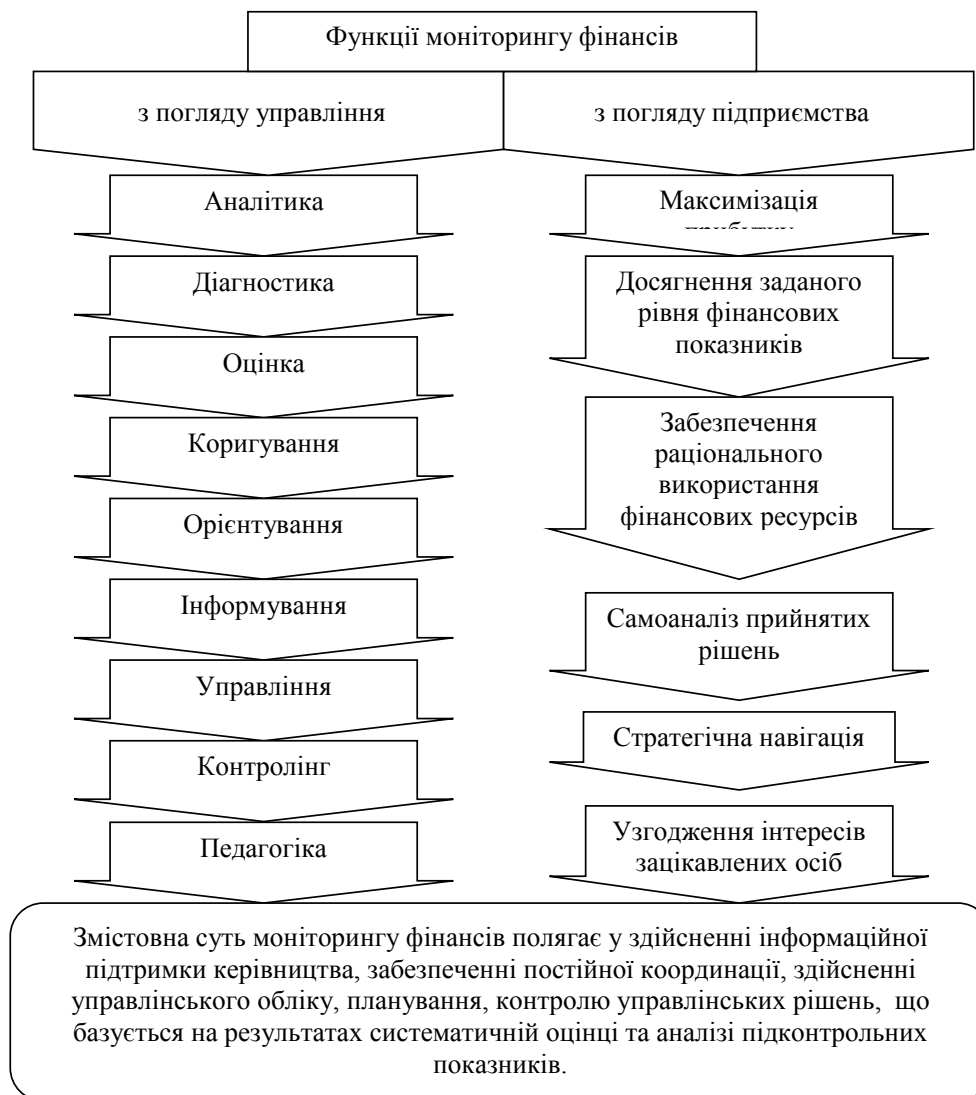 Функції моніторингу фінансів
з погляду управління
з погляду підприємства
Аналітика
Діагностика
Оцінка
Коригування
Орієнтування
Інформування
Управління
Контролінг
Педагогіка
Максимізація
прибутку
Досягнення заданого
рівня фінансових
показників
Забезпечення
раціонального
використання
фінансових ресурсів
Самоаналіз прийнятих
рішень
Стратегічна навігація
Узгодження інтересів
зацікавлених осіб
Змістовна суть моніторингу фінансів полягає у здійсненні інформаційної
підтримки керівництва, забезпеченні постійної координації, здійсненні
управлінського обліку, планування, контролю управлінських рішень, що
базується на результатах систематичній оцінці та аналізі підконтрольних
показників.